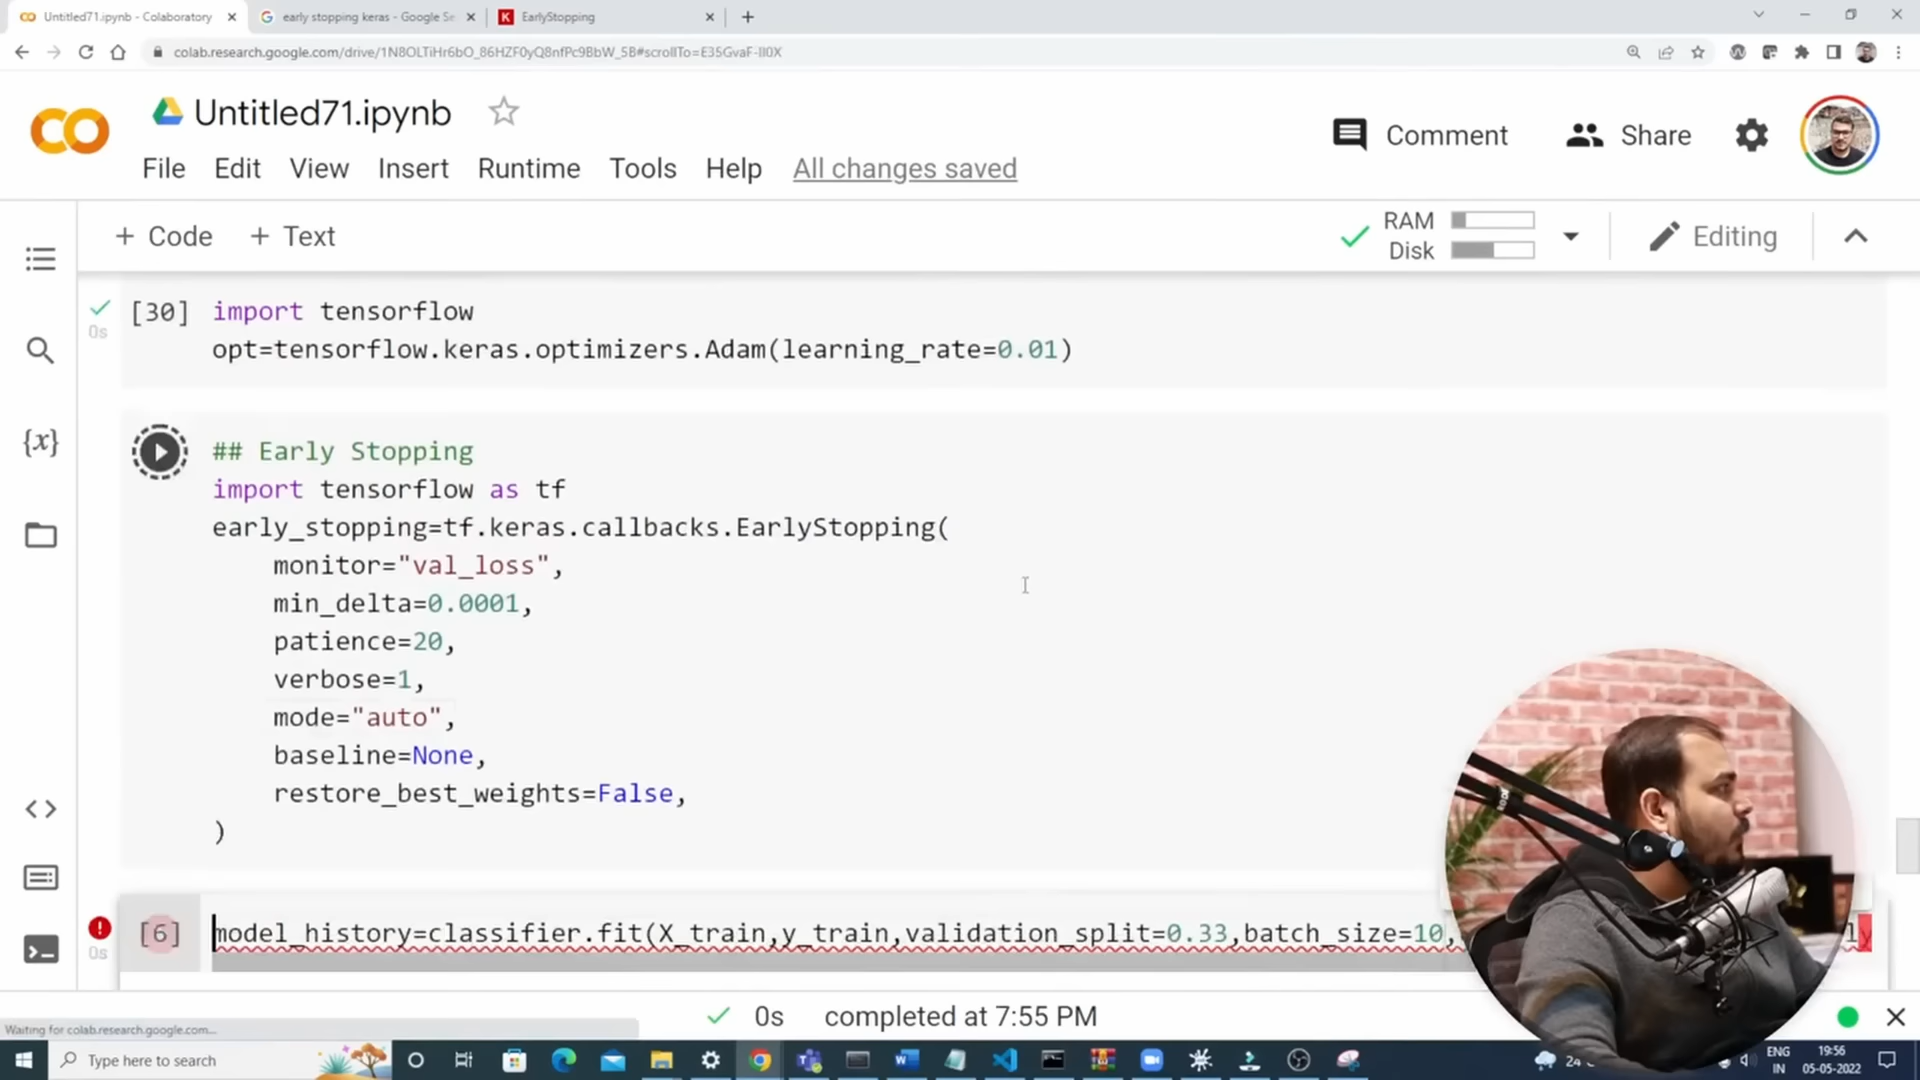 Untitled71.ipynb - Colaboratory
early stopping keras - Google Se
EarlyStopping
colab.research.google.com/drive/1N8OLTiHr6bO_86HZF0yQ8nfPc9BbW_5B#scrollTo=E35GvaF-II0X
Untitled71.ipynb
Comment
Share
File Edit View Insert Runtime Tools Help All changes saved
+ Code + Text
RAM
Disk
Editing
[30] import tensorflow
0s
opt=tensorflow.keras.optimizers.Adam(learning_rate=0.01)
## Early Stopping
import tensorflow as tf
early_stopping=tf.keras.callbacks.EarlyStopping(
monitor="val_loss",
min_delta=0.0001,
patience=20,
verbose=1,
mode="auto",
baseline=None,
restore_best_weights=False,
)
[6] model_history=classifier.fit(X_train,y_train,validation_split=0.33,batch_size=10,
0s
0s completed at 7:55 PM
Waiting for colab.research.google.com...
Type here to search
ENG
IN
19:56
05-05-2022